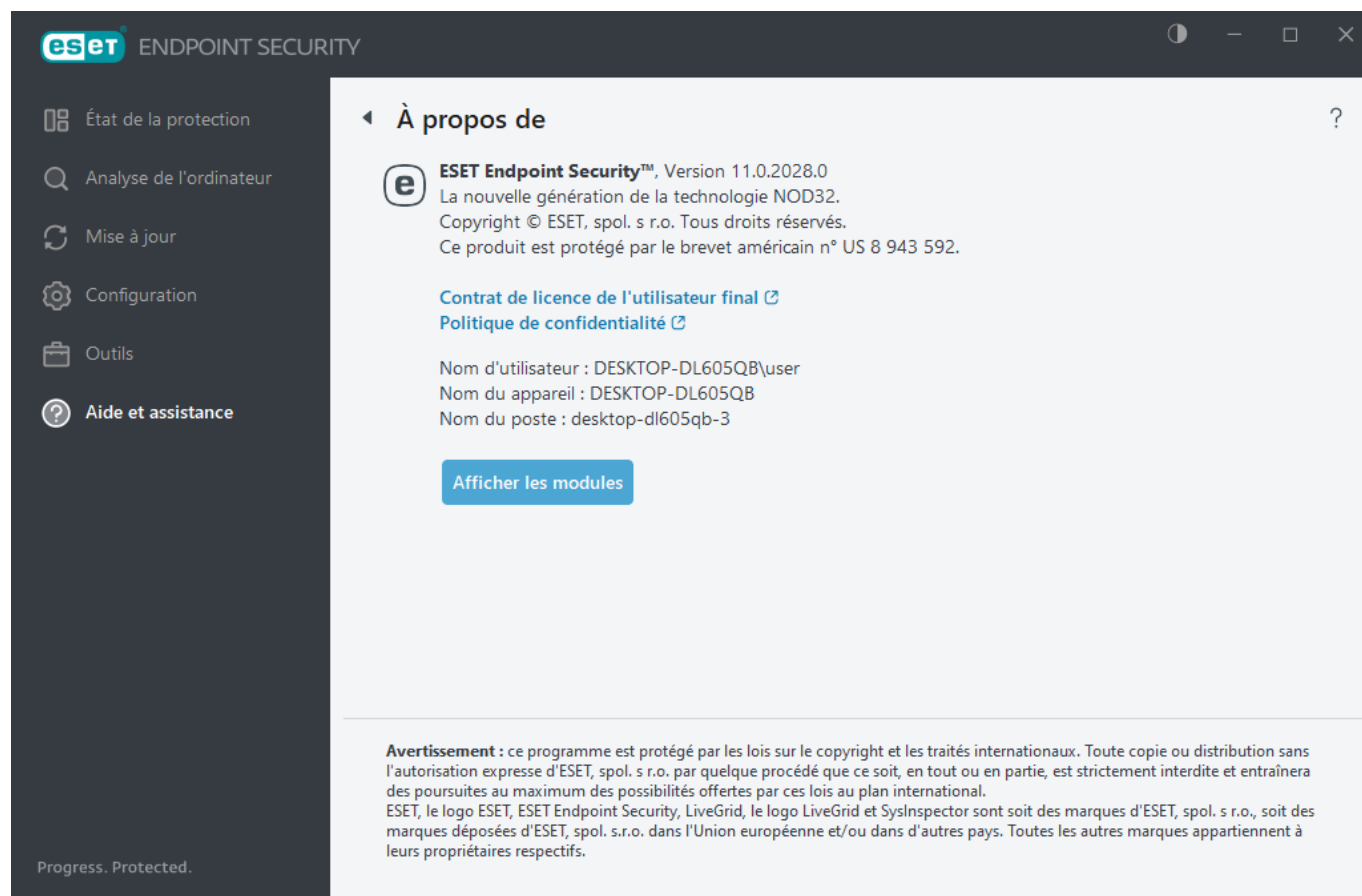 eseT® ENDPOINT SECURITY
État de la protection
Analyse de l'ordinateur
Mise à jour
Configuration
Outils
Aide et assistance
Progress. Protected.
À propos de
?
e
ESET Endpoint Security™, Version 11.0.2028.0
La nouvelle génération de la technologie NOD32.
Copyright © ESET, spol. s r.o. Tous droits réservés.
Ce produit est protégé par le brevet américain n° US 8 943 592.
Contrat de licence de l'utilisateur final
Politique de confidentialité
Nom d'utilisateur : DESKTOP-DL605QB\user
Nom du appareil : DESKTOP-DL605QB
Nom du poste : desktop-dl605qb-3
Afficher les modules
Avertissement : ce programme est protégé par les lois sur le copyright et les traités internationaux. Toute copie ou distribution sans
l'autorisation expresse d'ESET, spol. s r.o. par quelque procédé que ce soit, en tout ou en partie, est strictement interdite et entraînera
des poursuites au maximum des possibilités offertes par ces lois au plan international.
ESET, le logo ESET, ESET Endpoint Security, LiveGrid, le logo LiveGrid et SysInspector sont soit des marques d'ESET, spol. s r.o., soit des
marques déposées d'ESET, spol. s.r.o. dans l'Union européenne et/ou dans d'autres pays. Toutes les autres marques appartiennent à
leurs propriétaires respectifs.